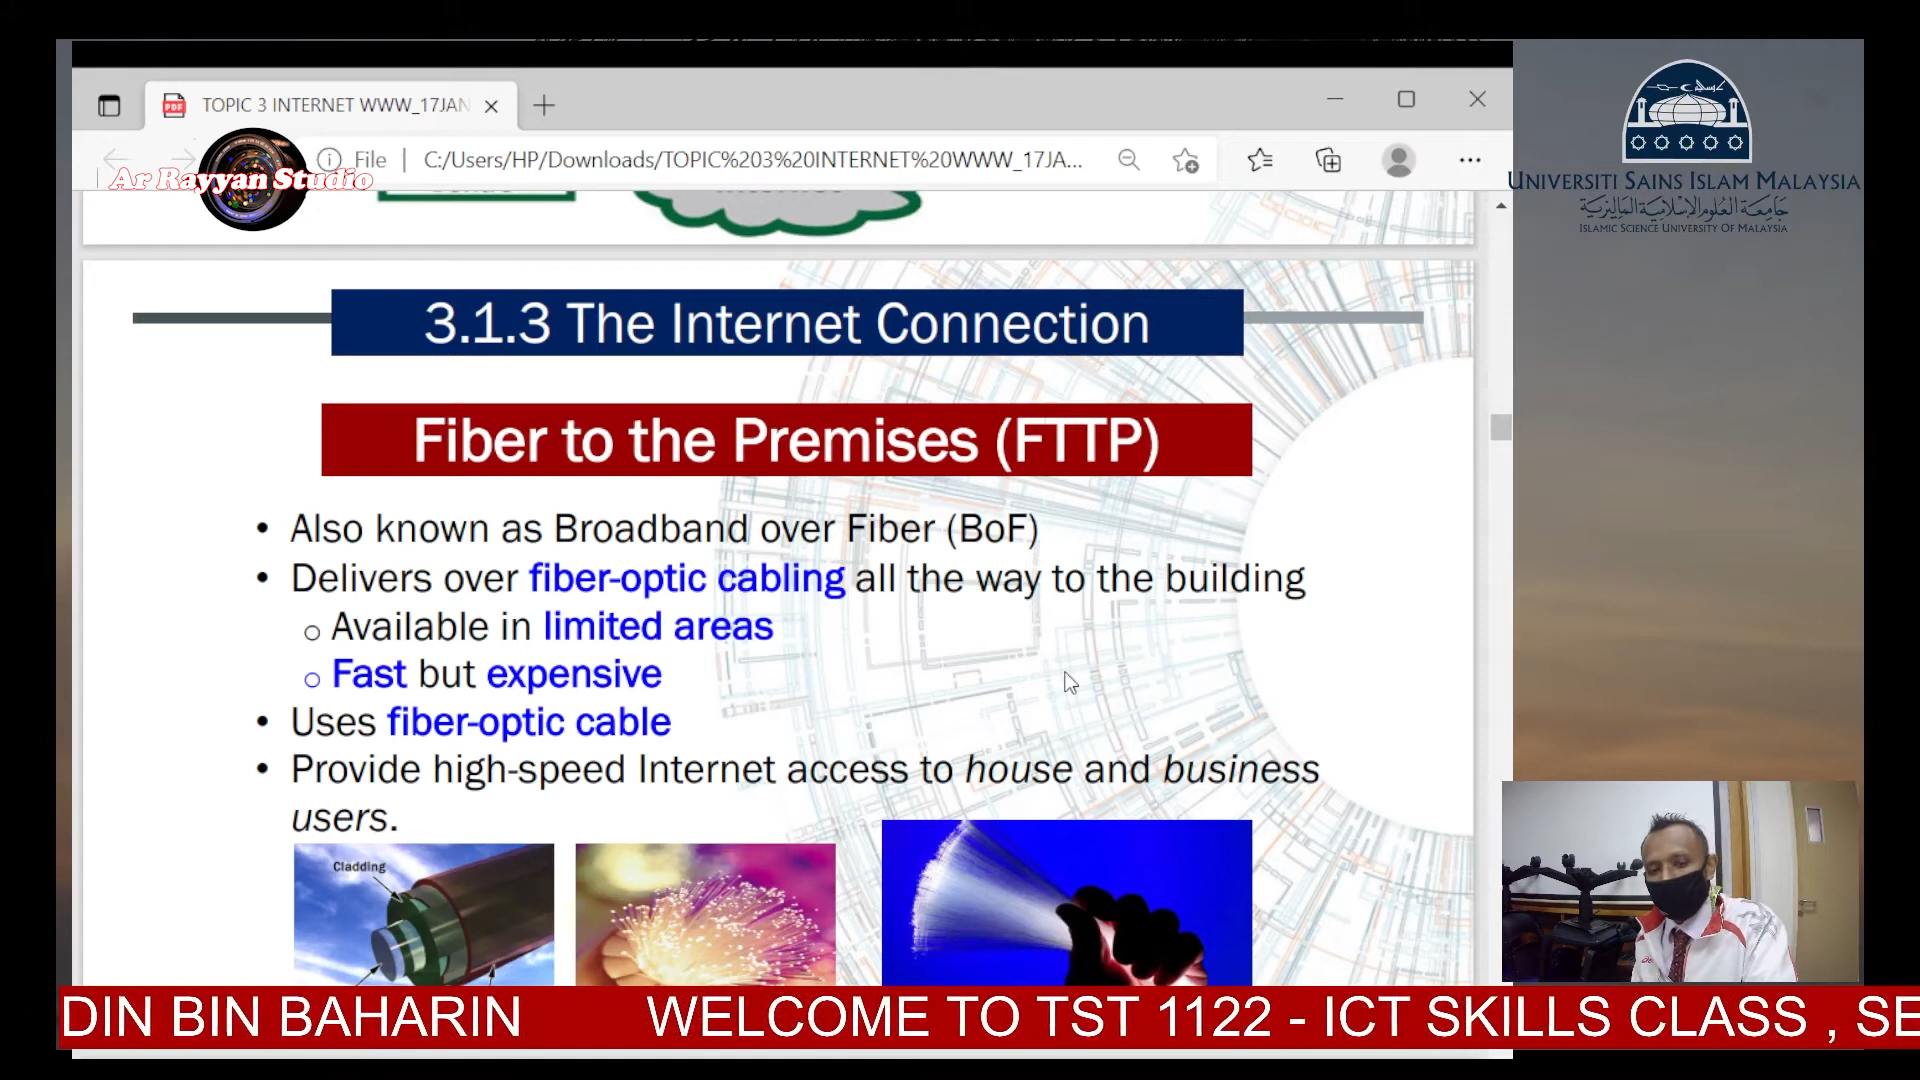 TOPIC 3 INTERNET WWW_17JAN
File
C:/Users/HP/Downloads/TOPIC%203%20INTERNET%20WWW_17JA...
Ar Rayyan Studio
UNIVERSITI SAINS ISLAM MALAYSIA
جامعة العلوم الإسلامية الماليزية
ISLAMIC SCIENCE UNIVERSITY OF MALAYSIA
3.1.3 The Internet Connection
Fiber to the Premises (FTTP)
• Also known as Broadband over Fiber (BoF)
• Delivers over fiber-optic cabling all the way to the building
o Available in limited areas
o Fast but expensive
• Uses fiber-optic cable
• Provide high-speed Internet access to house and business
users.
Cladding
DIN BIN BAHARIN WELCOME TO TST 1122 - ICT SKILLS CLASS , SE